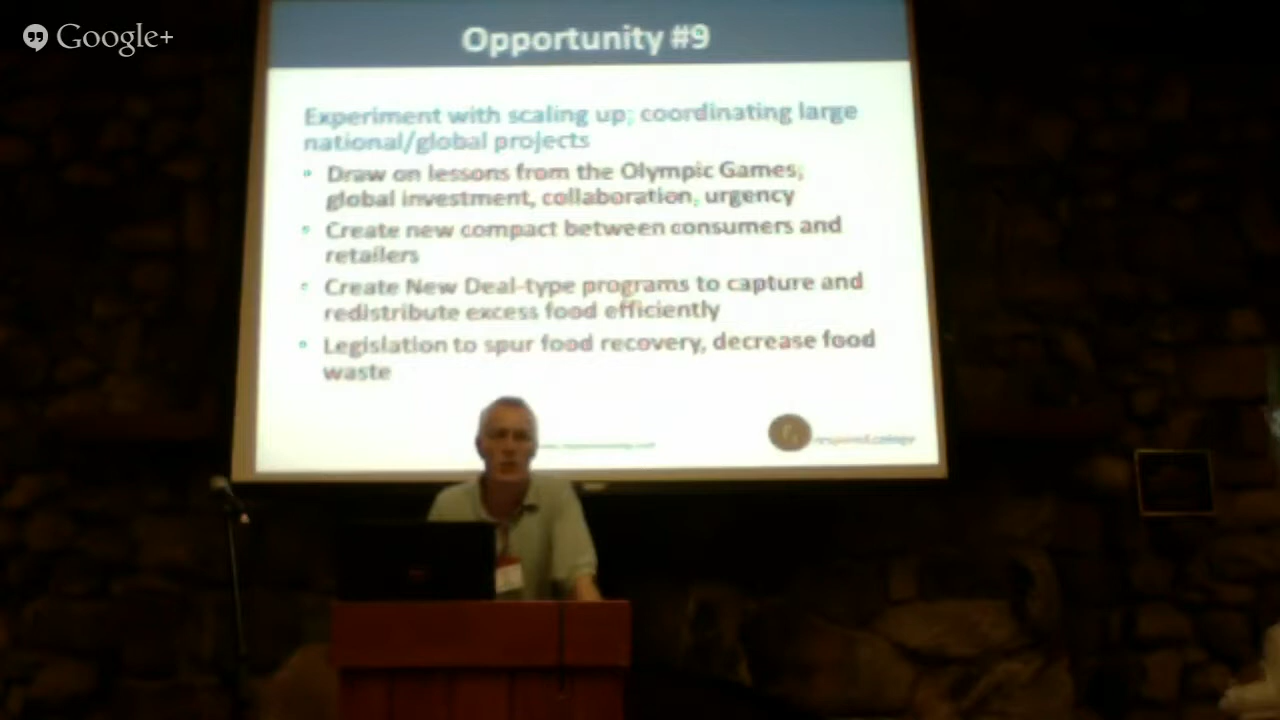 Google+
Opportunity #9
Experiment with scaling up; coordinating large
national/global projects
• Draw on lessons from the Olympic Games;
global investment, collaboration, urgency
• Create new compact between consumers and
retailers
• Create New Deal-type programs to capture and
redistribute excess food efficiently
• Legislation to spur food recovery, decrease food
waste